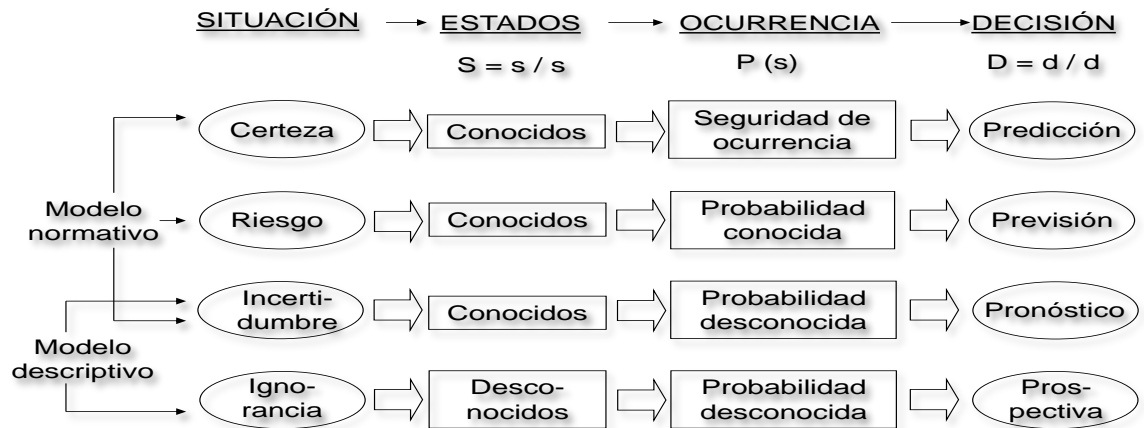 SITUACIÓN ESTADOS OCURRENCIA DECISIÓN
S = s / s P (s) D = d / d
Certeza Conocidos Seguridad de
ocurrencia Predicción
Modelo
normativo
Riesgo Conocidos Probabilidad
conocida Previsión
Incerti-
dumbre Conocidos Probabilidad
desconocida Pronóstico
Modelo
descriptivo
Igno-
rancia Desco-
nocidos Probabilidad
desconocida Pros-
pectiva